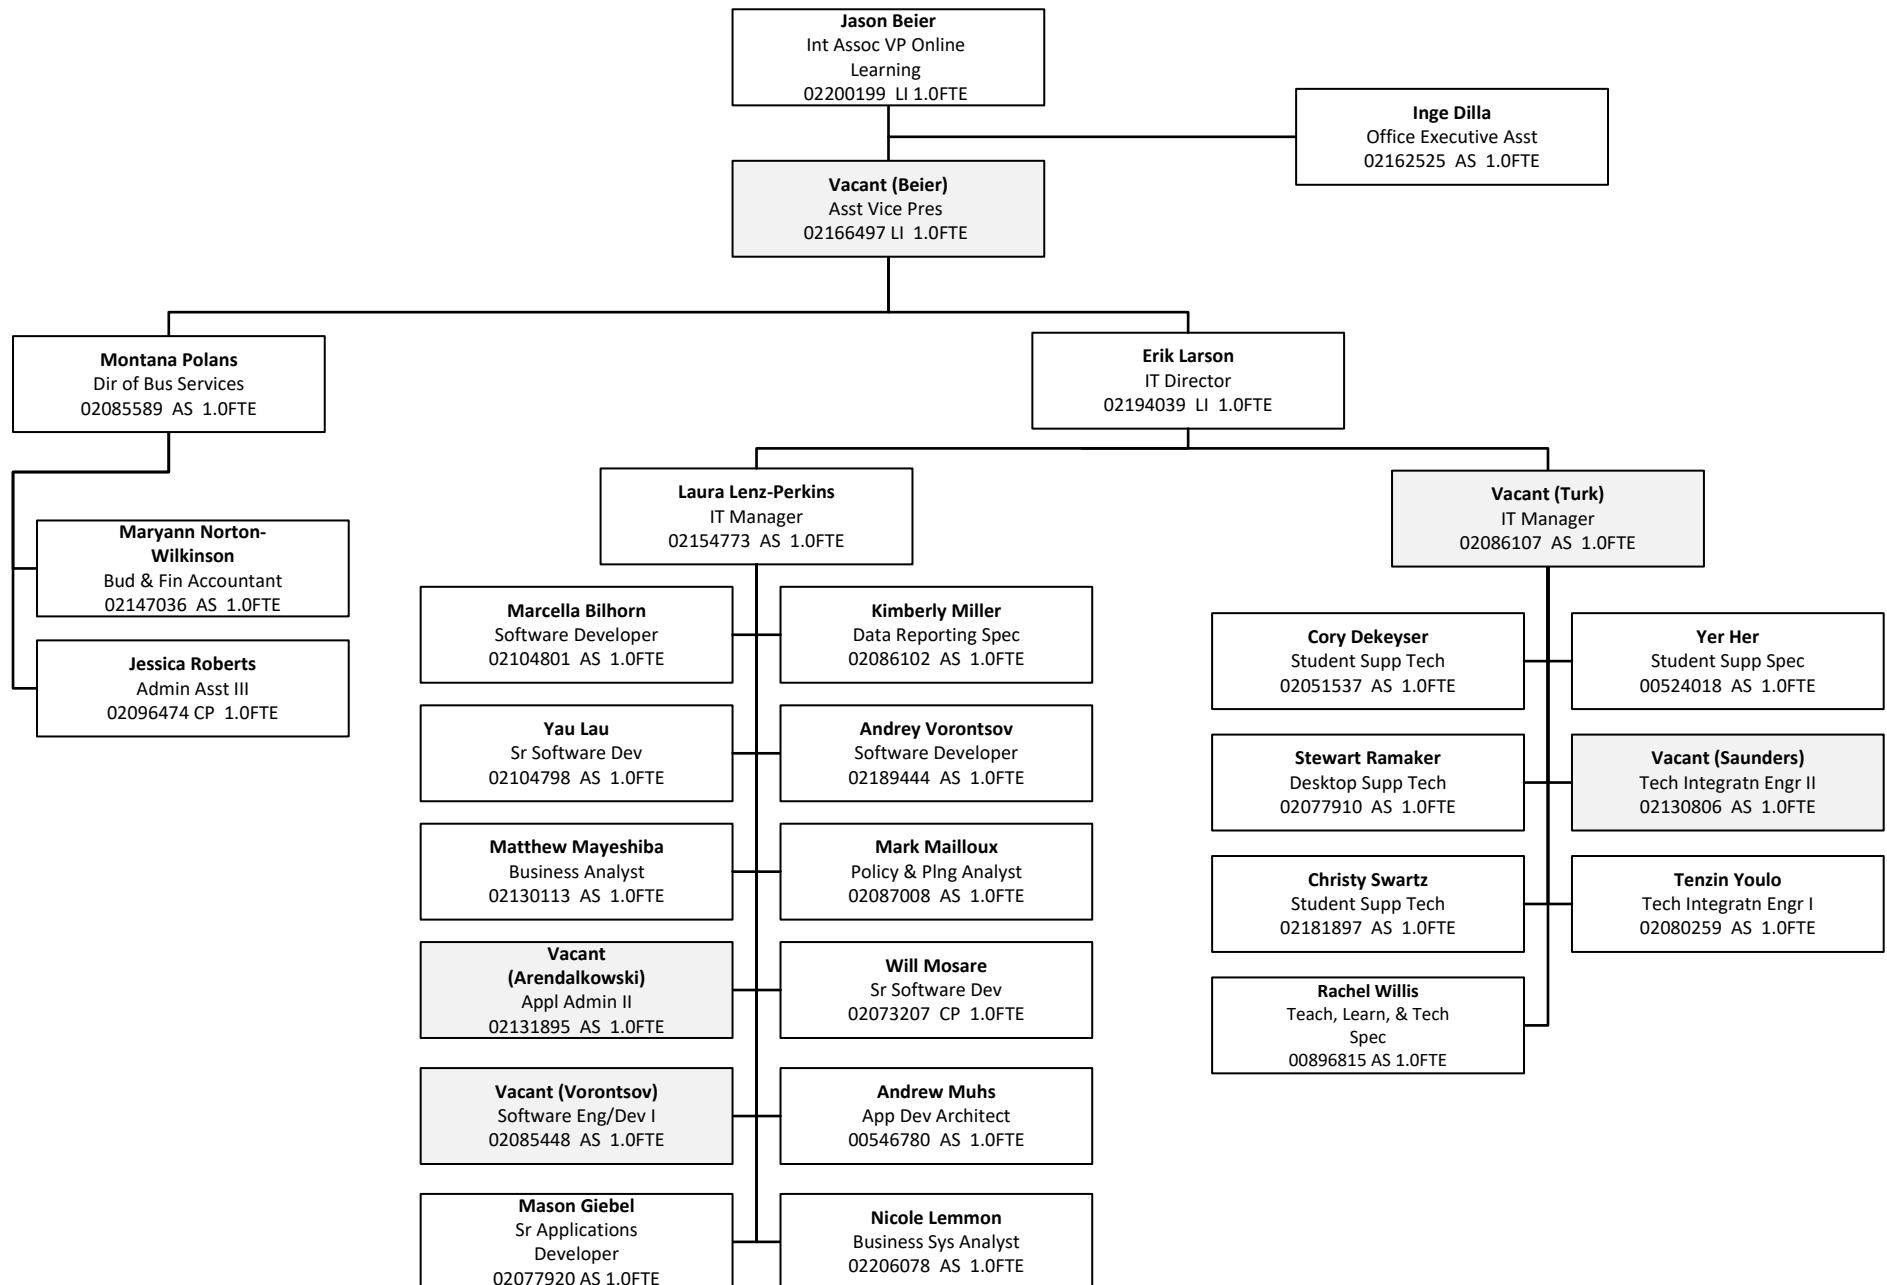 Jason Beier
Int Assoc VP Online
Learning
02200199 LI 1.0FTE
Inge Dilla
Office Executive Asst
02162525 AS 1.0FTE
Vacant (Beier)
Asst Vice Pres
02166497 LI 1.0FTE
Montana Polans
Dir of Bus Services
02085589 AS 1.0FTE
Erik Larson
IT Director
02194039 LI 1.0FTE
Maryann Norton-
Wilkinson
Bud & Fin Accountant
02147036 AS 1.0FTE
Jessica Roberts
Admin Asst III
02096474 CP 1.0FTE
Laura Lenz-Perkins
IT Manager
02154773 AS 1.0FTE
Marcella Bilhorn
Software Developer
02104801 AS 1.0FTE
Kimberly Miller
Data Reporting Spec
02086102 AS 1.0FTE
Yau Lau
Sr Software Dev
02104798 AS 1.0FTE
Andrey Vorontsov
Software Developer
02189444 AS 1.0FTE
Matthew Mayeshiba
Business Analyst
02130113 AS 1.0FTE
Mark Mailloux
Policy & Plng Analyst
02087008 AS 1.0FTE
Vacant
(Arendalkowski)
Appl Admin II
02131895 AS 1.0FTE
Will Mosare
Sr Software Dev
02073207 CP 1.0FTE
Vacant (Vorontsov)
Software Eng/Dev I
02085448 AS 1.0FTE
Andrew Muhs
App Dev Architect
00546780 AS 1.0FTE
Mason Giebel
Sr Applications
Developer
02077920 AS 1.0FTE
Nicole Lemmon
Business Sys Analyst
02206078 AS 1.0FTE
Vacant (Turk)
IT Manager
02086107 AS 1.0FTE
Cory Dekeyser
Student Supp Tech
02051537 AS 1.0FTE
Yer Her
Student Supp Spec
00524018 AS 1.0FTE
Stewart Ramaker
Desktop Supp Tech
02077910 AS 1.0FTE
Vacant (Saunders)
Tech Integratn Engr II
02130806 AS 1.0FTE
Christy Swartz
Student Supp Tech
02181897 AS 1.0FTE
Tenzin Youlo
Tech Integratn Engr I
02080259 AS 1.0FTE
Rachel Willis
Teach, Learn, & Tech
Spec
00896815 AS 1.0FTE